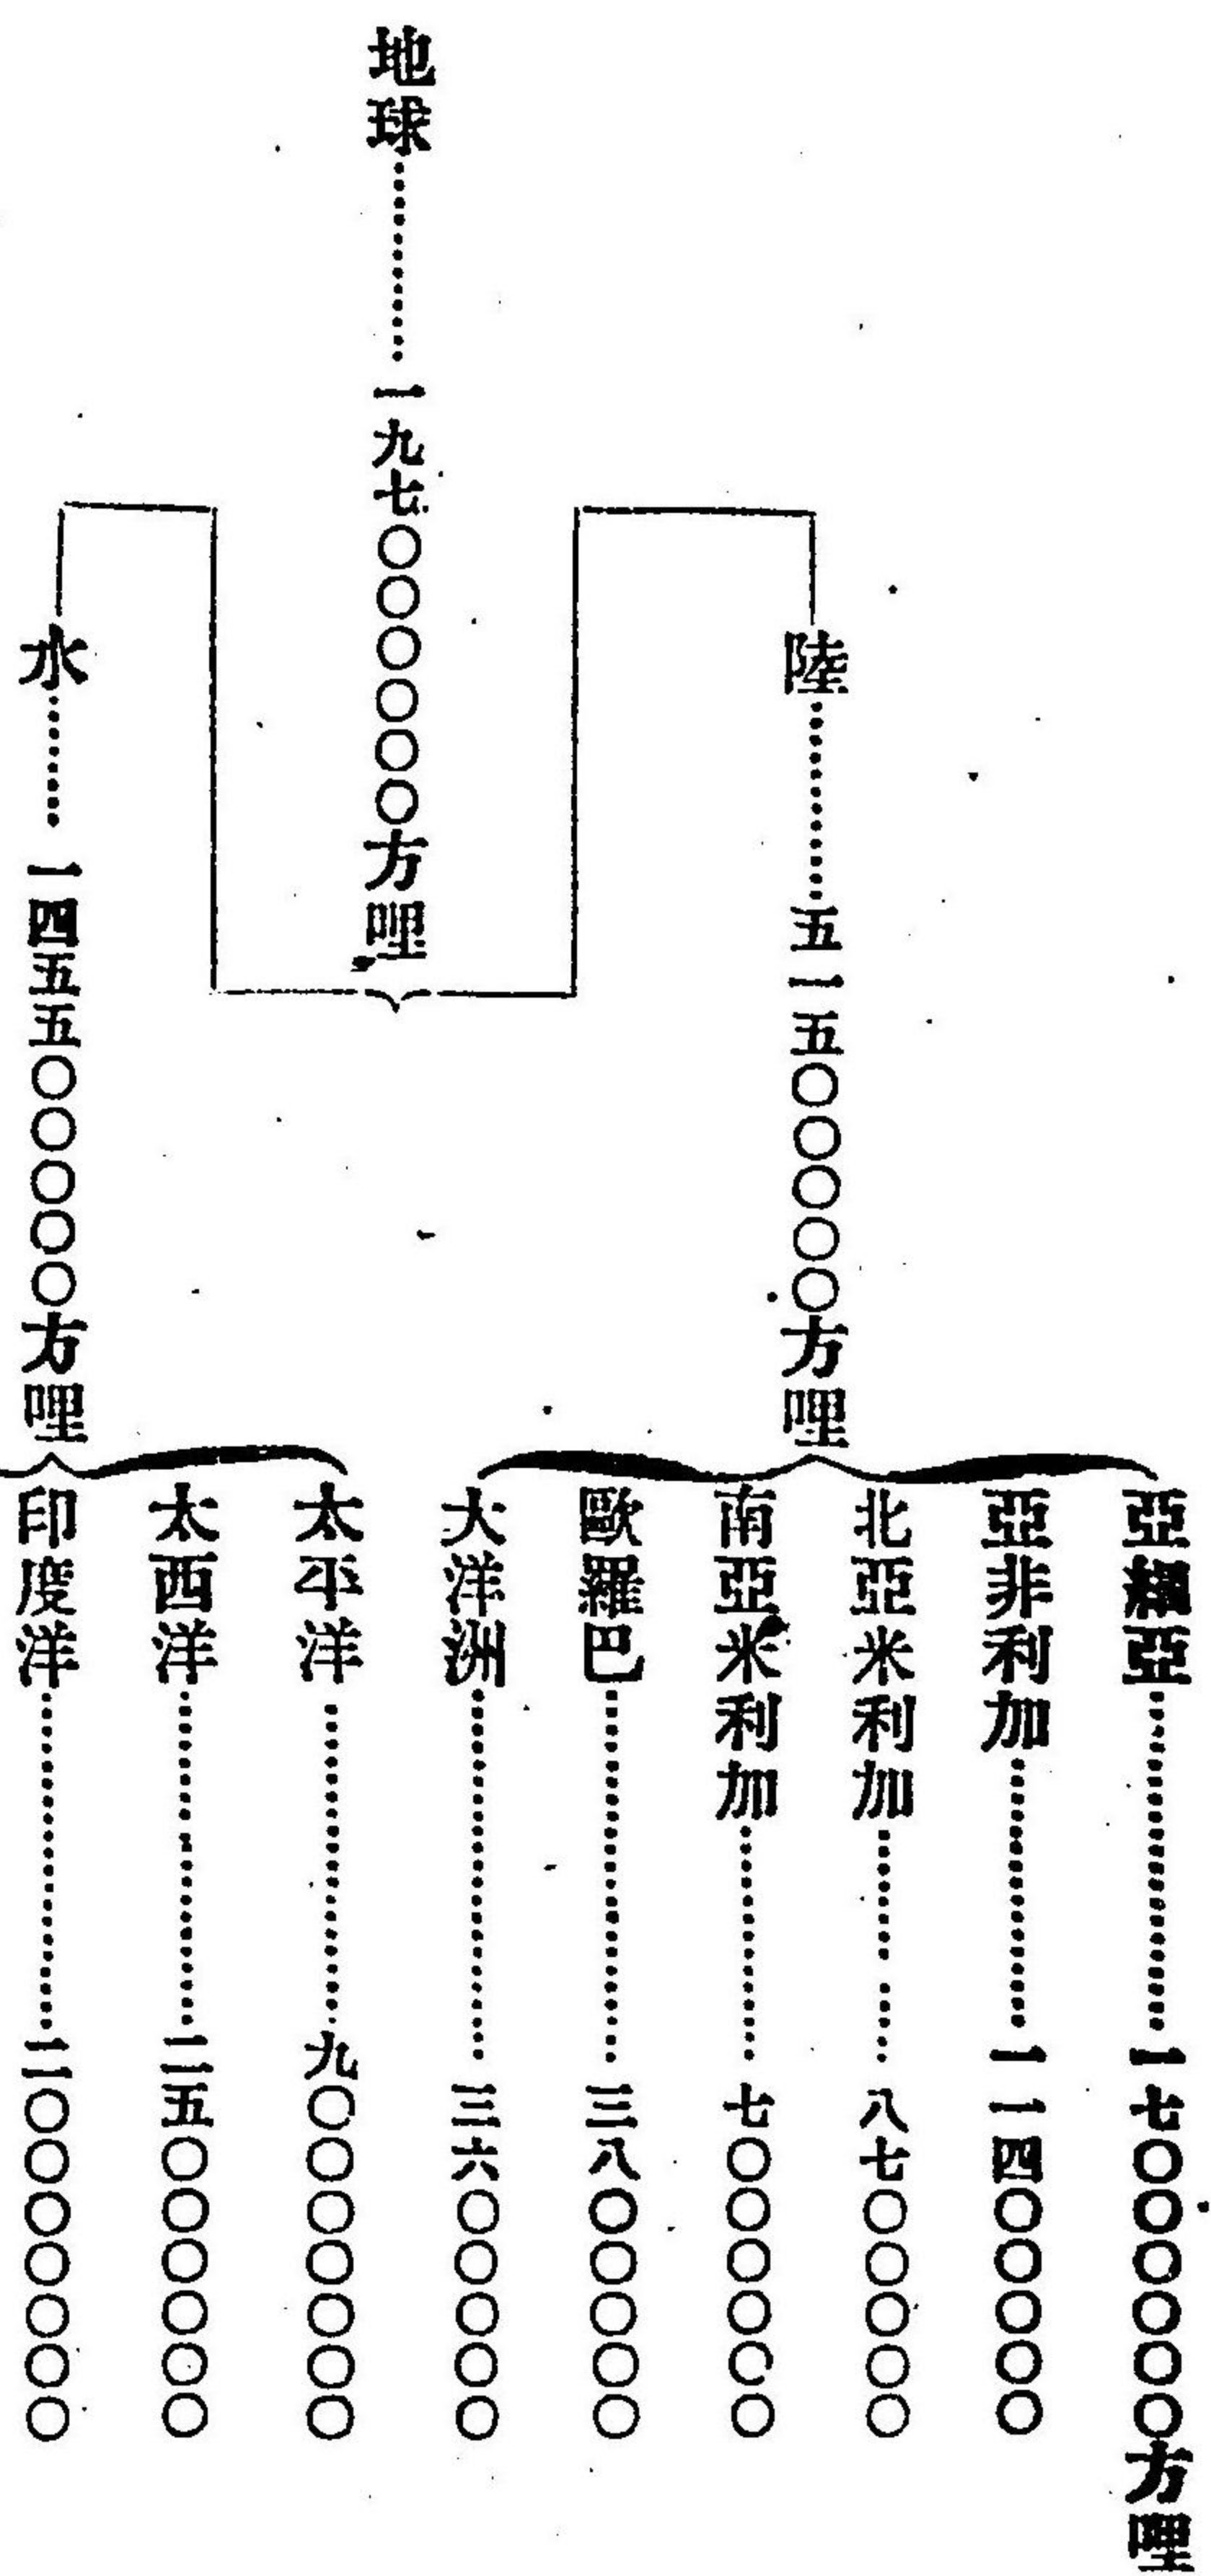 地球…………一九七〇〇〇〇〇〇方哩
陸…………五一五〇〇〇〇〇方哩
亞細亞…………一七〇〇〇〇〇〇方哩
亞非利加…………一一四〇〇〇〇〇
北亞米利加…………八七〇〇〇〇〇
南亞米利加…………七〇〇〇〇〇〇
歐羅巴…………三八〇〇〇〇〇
大洋洲…………三六〇〇〇〇〇
水………一四五五〇〇〇〇〇方哩
太平洋…………九〇〇〇〇〇〇〇
太西洋…………二五〇〇〇〇〇〇
印度洋…………二〇〇〇〇〇〇〇